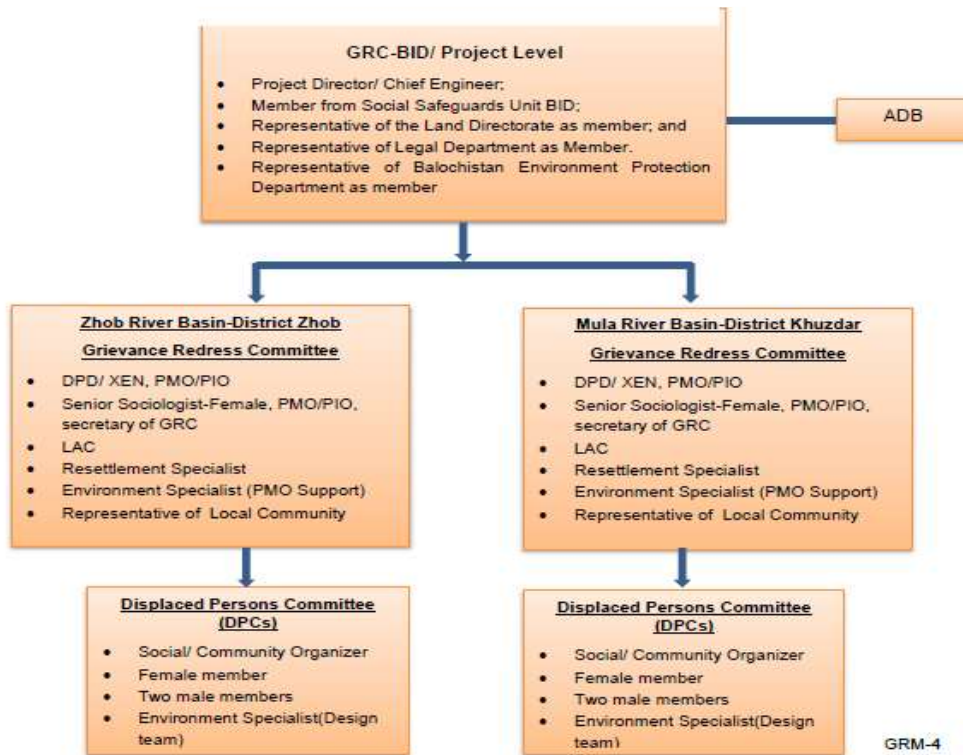 GRC-BID/ Project Level
• Project Director/ Chief Engineer;
• Member from Social Safeguards Unit BID;
• Representative of the Land Directorate as member; and
• Representative of Legal Department as Member.
• Representative of Balochistan Environment Protection
Department as member
ADB
Zhob River Basin-District Zhob
Grievance Redress Committee
• DPD/ XEN, PMO/PIO
• Senior Sociologist-Female, PMO/PIO,
secretary of GRC
• LAC
• Resettlement Specialist
• Environment Specialist (PMO Support)
• Representative of Local Community
Mula River Basin-District Khuzdar
Grievance Redress Committee
• DPD/ XEN, PMO/PIO
• Senior Sociologist-Female, PMO/PIO,
secretary of GRC
• LAC
• Resettlement Specialist
• Environment Specialist (PMO Support)
• Representative of Local Community
Displaced Persons Committee
(DPCs)
• Social/ Community Organizer
• Female member
• Two male members
• Environment Specialist(Design
team)
Displaced Persons Committee
(DPCs)
• Social/ Community Organizer
• Female member
• Two male members
• Environment Specialist(Design
team)
GRM-4